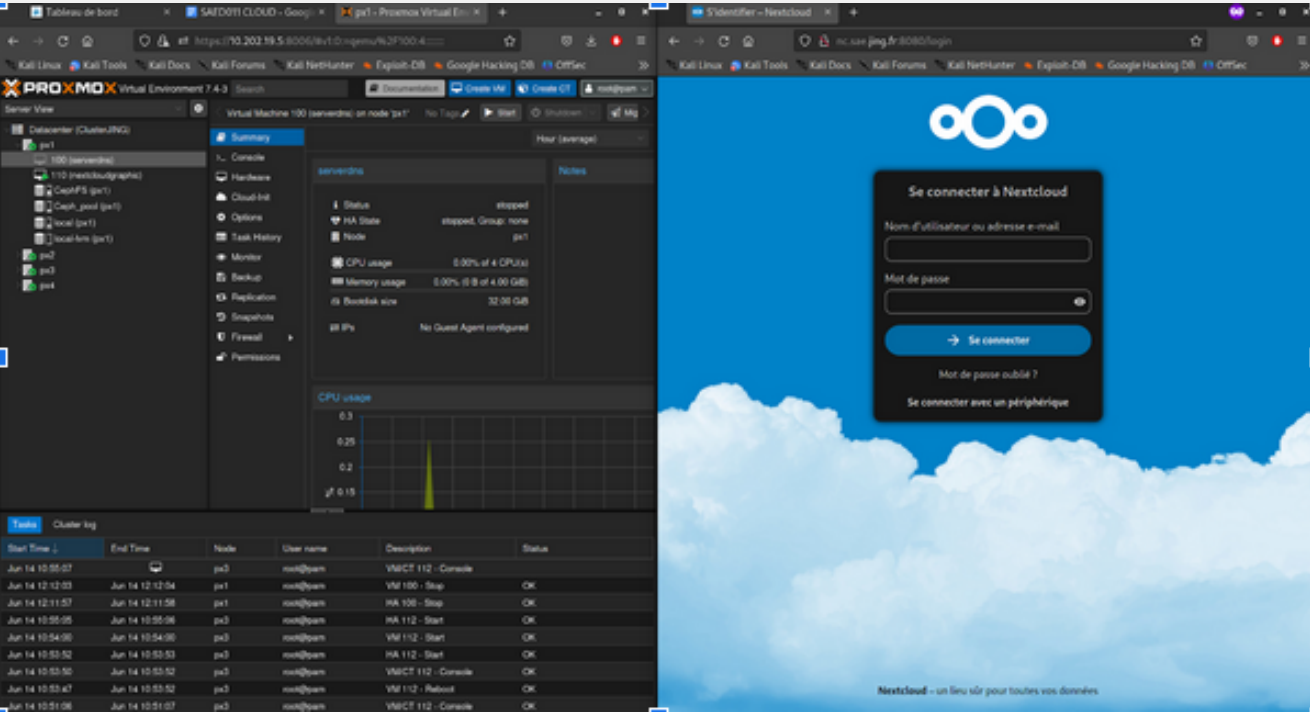 Tableau de bord
SAED011 CLOUD - Goog
px1 - Proxmox Virtual En
https://10.202.19.5:8006/#v1:0:=qemu%2F100:4:::::
Kali Linux Kali Tools Kali Docs Kali Forums Kali NetHunter Exploit-DB Google Hacking DB OffSec
PROXMOX Virtual Environment 7.4-3 Search Documentation Create VM Create CT root@pam
Server View
Datacenter (ClusterJING)
px1
100 (serverdns)
110 (nextcloudgraphic)
CephFS (px1)
Ceph_pool (px1)
local (px1)
local-lvm (px1)
px2
px3
px4
Virtual Machine 100 (serverdns) on node 'px1' No Tags Start Shutdown Mig
Summary
Console
Hardware
Cloud-Init
Options
Task History
Monitor
Backup
Replication
Snapshots
Firewall
Permissions
Hour (average)
serverdns
Notes
Status stopped
HA State stopped, Group: none
Node px1
CPU usage 0.00% of 4 CPU(s)
Memory usage 0.00% (0 B of 4.00 GiB)
Bootdisk size 32.00 GiB
IPs No Guest Agent configured
CPU usage
0.3
0.25
0.2
0.15
Tasks Cluster log
Start Time End Time Node User name Description Status
Jun 14 10:55:07 px3 root@pam VM/CT 112 - Console
Jun 14 12:12:03 Jun 14 12:12:04 px1 root@pam VM 100 - Stop OK
Jun 14 12:11:57 Jun 14 12:11:58 px1 root@pam HA 100 - Stop OK
Jun 14 10:55:05 Jun 14 10:55:06 px3 root@pam HA 112 - Start OK
Jun 14 10:54:00 Jun 14 10:54:00 px3 root@pam VM 112 - Start OK
Jun 14 10:53:52 Jun 14 10:53:53 px3 root@pam HA 112 - Start OK
Jun 14 10:53:50 Jun 14 10:53:52 px3 root@pam VM/CT 112 - Console OK
Jun 14 10:53:47 Jun 14 10:53:52 px3 root@pam VM 112 - Reboot OK
Jun 14 10:51:06 Jun 14 10:51:07 px3 root@pam VM/CT 112 - Console OK
S'identifier – Nextcloud
nc.sae.jing.fr:8080/login
Kali Linux Kali Tools Kali Docs Kali Forums Kali NetHunter Exploit-DB Google Hacking DB OffSec
Se connecter à Nextcloud
Nom d'utilisateur ou adresse e-mail
Mot de passe
Se connecter
Mot de passe oublié ?
Se connecter avec un périphérique
Nextcloud – un lieu sûr pour toutes vos données